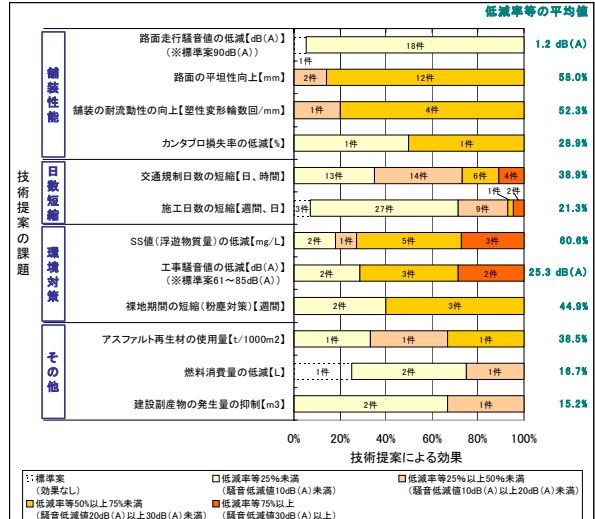 低減率等の平均値
技術提案の課題
舗装性能
路面走行騒音値の低減【dB(A)】
(※標準案90dB(A))
1件
18件
1.2 dB(A)
路面の平坦性向上【mm】
2件
12件
58.0%
舗装の耐流動性の向上【塑性変形輪数回/mm】
1件
4件
52.3%
カンタブロ損失率の低減【%】
1件
1件
28.9%
日数短縮
交通規制日数の短縮【日、時間】
13件
14件
6件
4件
38.9%
施工日数の短縮【週間、日】
3件
27件
9件
1件
2件
21.3%
環境対策
SS値(浮遊物質量)の低減【mg/L】
2件
1件
5件
3件
60.6%
工事騒音値の低減【dB(A)】
(※標準案61~85dB(A))
2件
3件
2件
25.3 dB(A)
裸地期間の短縮(粉塵対策)【週間】
2件
3件
44.9%
その他
アスファルト再生材の使用量【t/1000m2】
1件
1件
1件
38.5%
燃料消費量の低減【L】
1件
2件
1件
16.7%
建設副産物の発生量の抑制【m3】
2件
1件
15.2%
0%
20%
40%
60%
80%
100%
技術提案による効果
標準案
(効果なし)
低減率等25%未満
(騒音低減値10dB(A)未満)
低減率等25%以上50%未満
(騒音低減値10dB(A)以上20dB(A)未満)
低減率等50%以上75%未満
(騒音低減値20dB(A)以上30dB(A)未満)
低減率等75%以上
(騒音低減値30dB(A)以上)